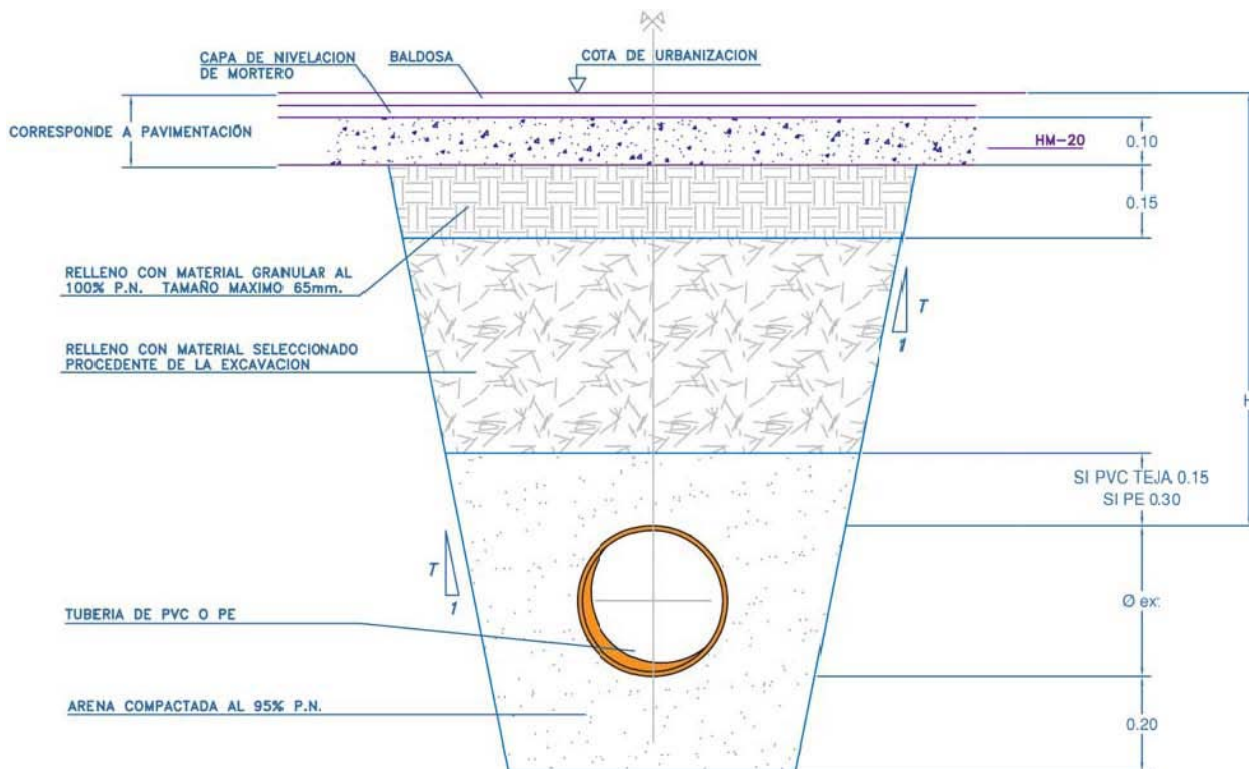 CAPA DE NIVELACION
DE MORTERO
BALDOSA
COTA DE URBANIZACION
CORRESPONDE A PAVIMENTACIÓN
HM-20
0.10
0.15
RELLENO CON MATERIAL GRANULAR AL
100% P.N. TAMAÑO MAXIMO 65mm.
T
1
RELLENO CON MATERIAL SELECCIONADO
PROCEDENTE DE LA EXCAVACION
H
SI PVC TEJA 0.15
SI PE 0.30
T
1
Ø ex:
TUBERIA DE PVC O PE
ARENA COMPACTADA AL 95% P.N.
0.20